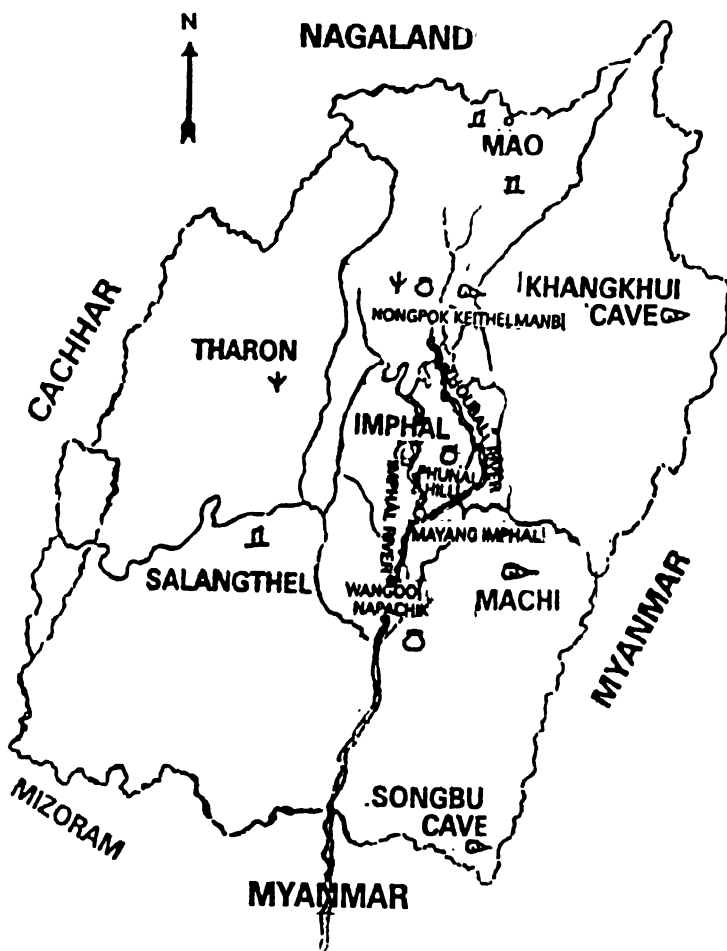 N
NAGALAND
MAO
KHANGKHUI
CAVE
NONGPOK KEITHELMANBI
CACHHAR
THARON
THOUBAL RIVER
IMPHAL
PHUNAL
HILL
IMPHAL RIVER
MAYANG IMPHAL
SALANGTHEL
WANGOO
NAPACHIK
MACHI
MYANMAR
SONGBU
CAVE
MIZORAM
MYANMAR